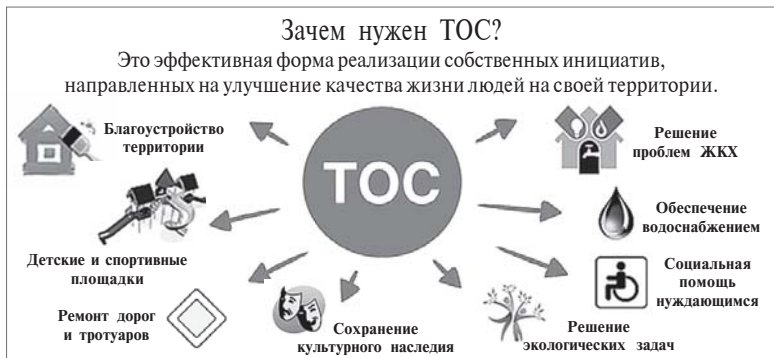 Зачем нужен ТОС?
Это эффективная форма реализации собственных инициатив,
направленных на улучшение качества жизни людей на своей территории.
Благоустройство
территории
Детские и спортивные
площадки
Ремонт дорог
и тротуаров
ТОС
Сохранение
культурного наследия
Решение
экологических задач
Решение
проблем ЖКХ
Обеспечение
водоснабжением
Социальная
помощь
нуждающимся